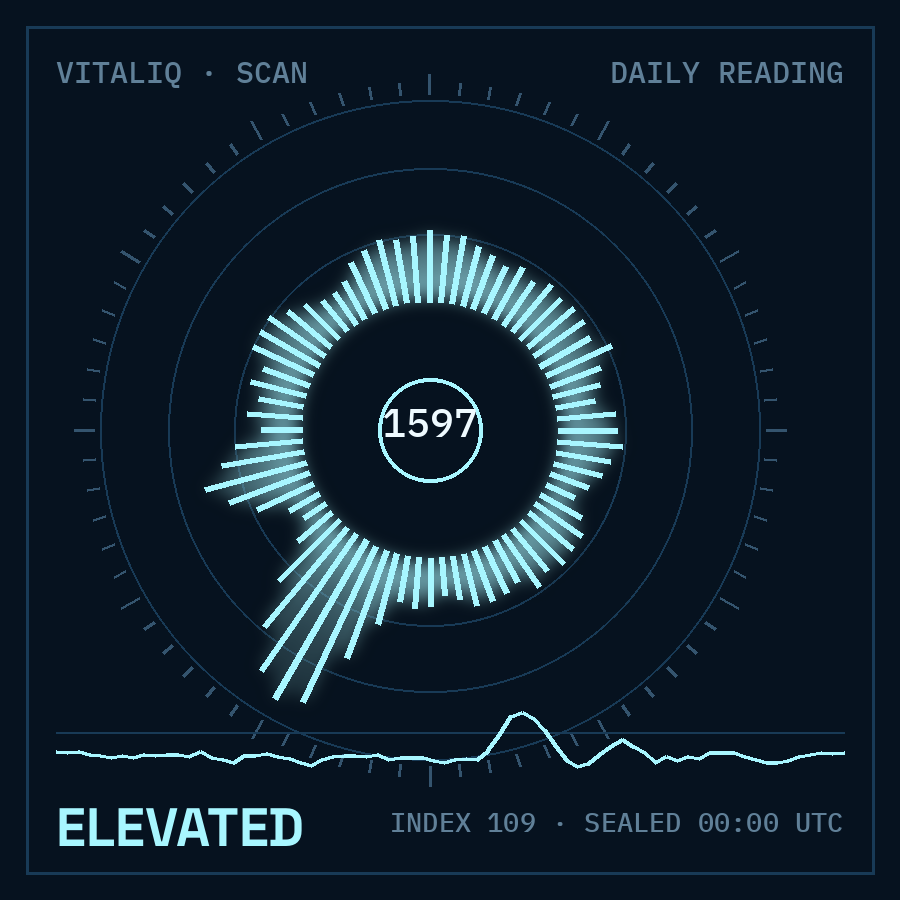 VITALIQ · SCAN
DAILY READING
1597
ELEVATED
INDEX 109 · SEALED 00:00 UTC